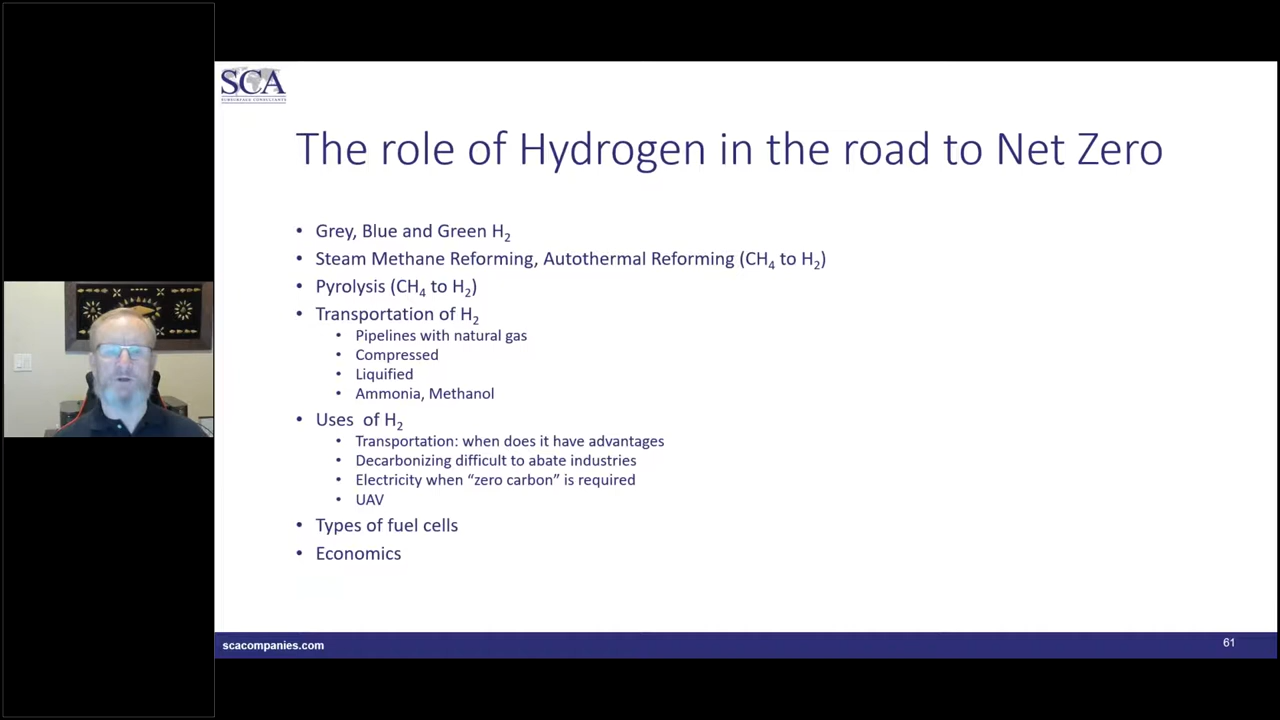 SCA
SUBSURFACE CONSULTANTS
The role of Hydrogen in the road to Net Zero
• Grey, Blue and Green H₂
• Steam Methane Reforming, Autothermal Reforming (CH₄ to H₂)
• Pyrolysis (CH₄ to H₂)
• Transportation of H₂
• Pipelines with natural gas
• Compressed
• Liquified
• Ammonia, Methanol
• Uses of H₂
• Transportation: when does it have advantages
• Decarbonizing difficult to abate industries
• Electricity when “zero carbon” is required
• UAV
• Types of fuel cells
• Economics
scacompanies.com
61